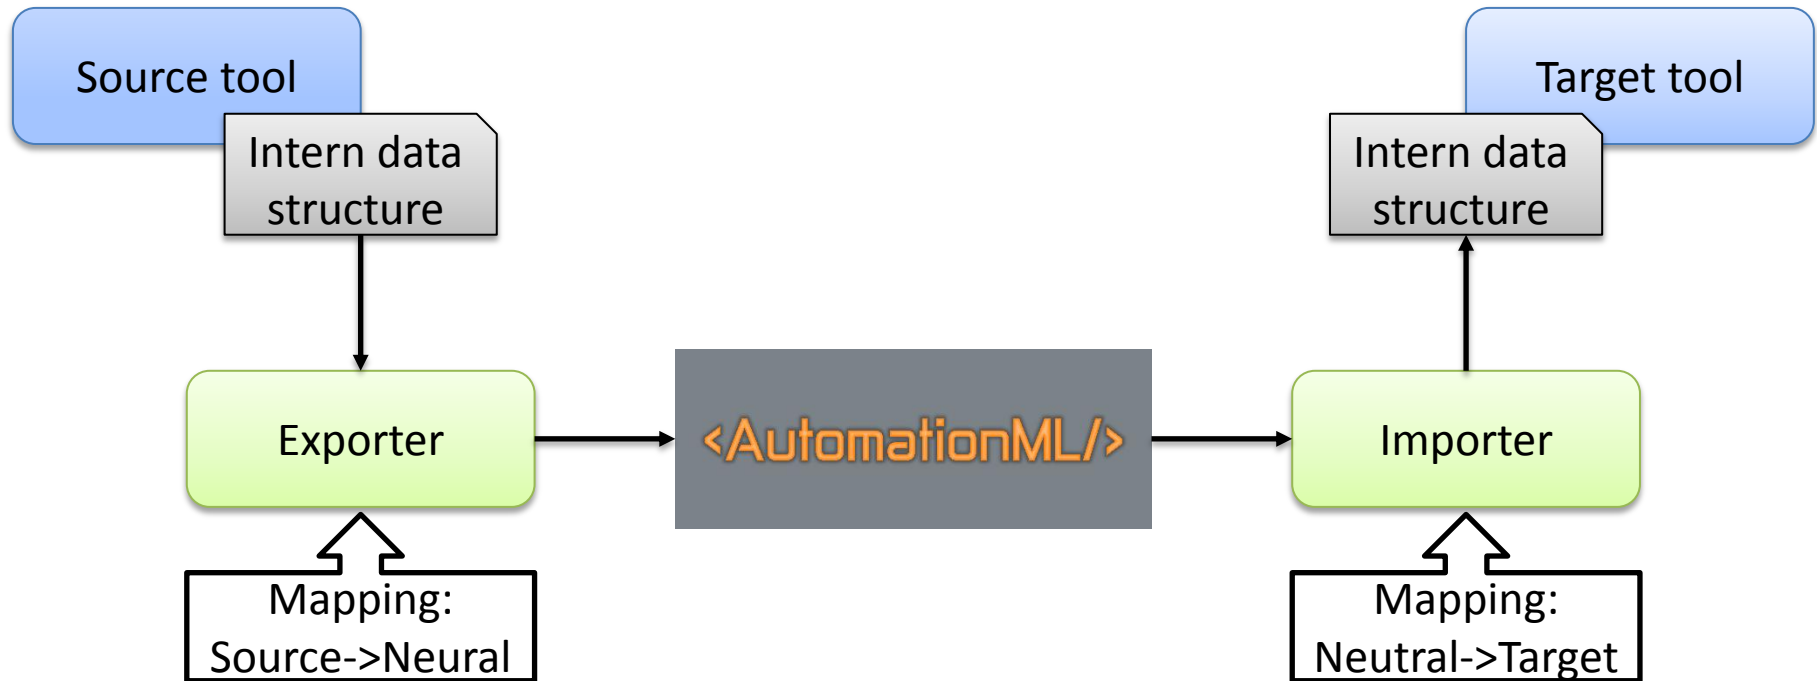 Source tool
Intern data
structure
Target tool
Intern data
structure
Exporter
<AutomationML/>
Importer
Mapping:
Source->Neural
Mapping:
Neutral->Target